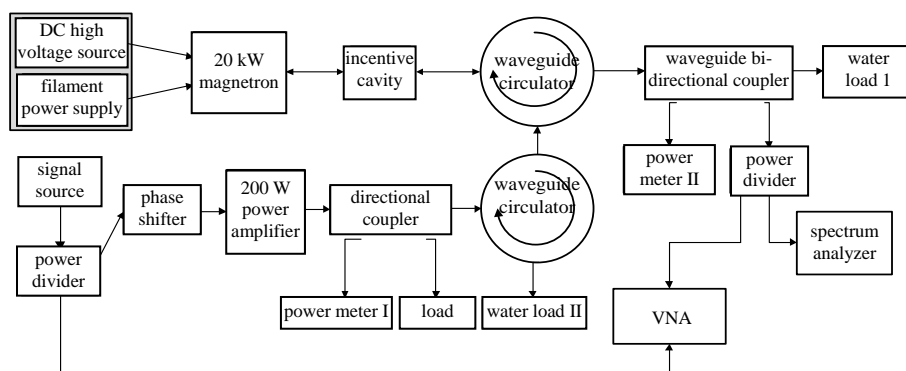 DC high
voltage source
filament
power supply
20 kW
magnetron
incentive
cavity
waveguide
circulator
waveguide bi-
directional coupler
water
load 1
power
meter II
power
divider
spectrum
analyzer
signal
source
phase
shifter
200 W
power
amplifier
directional
coupler
waveguide
circulator
power
divider
power meter I
load
water load II
VNA